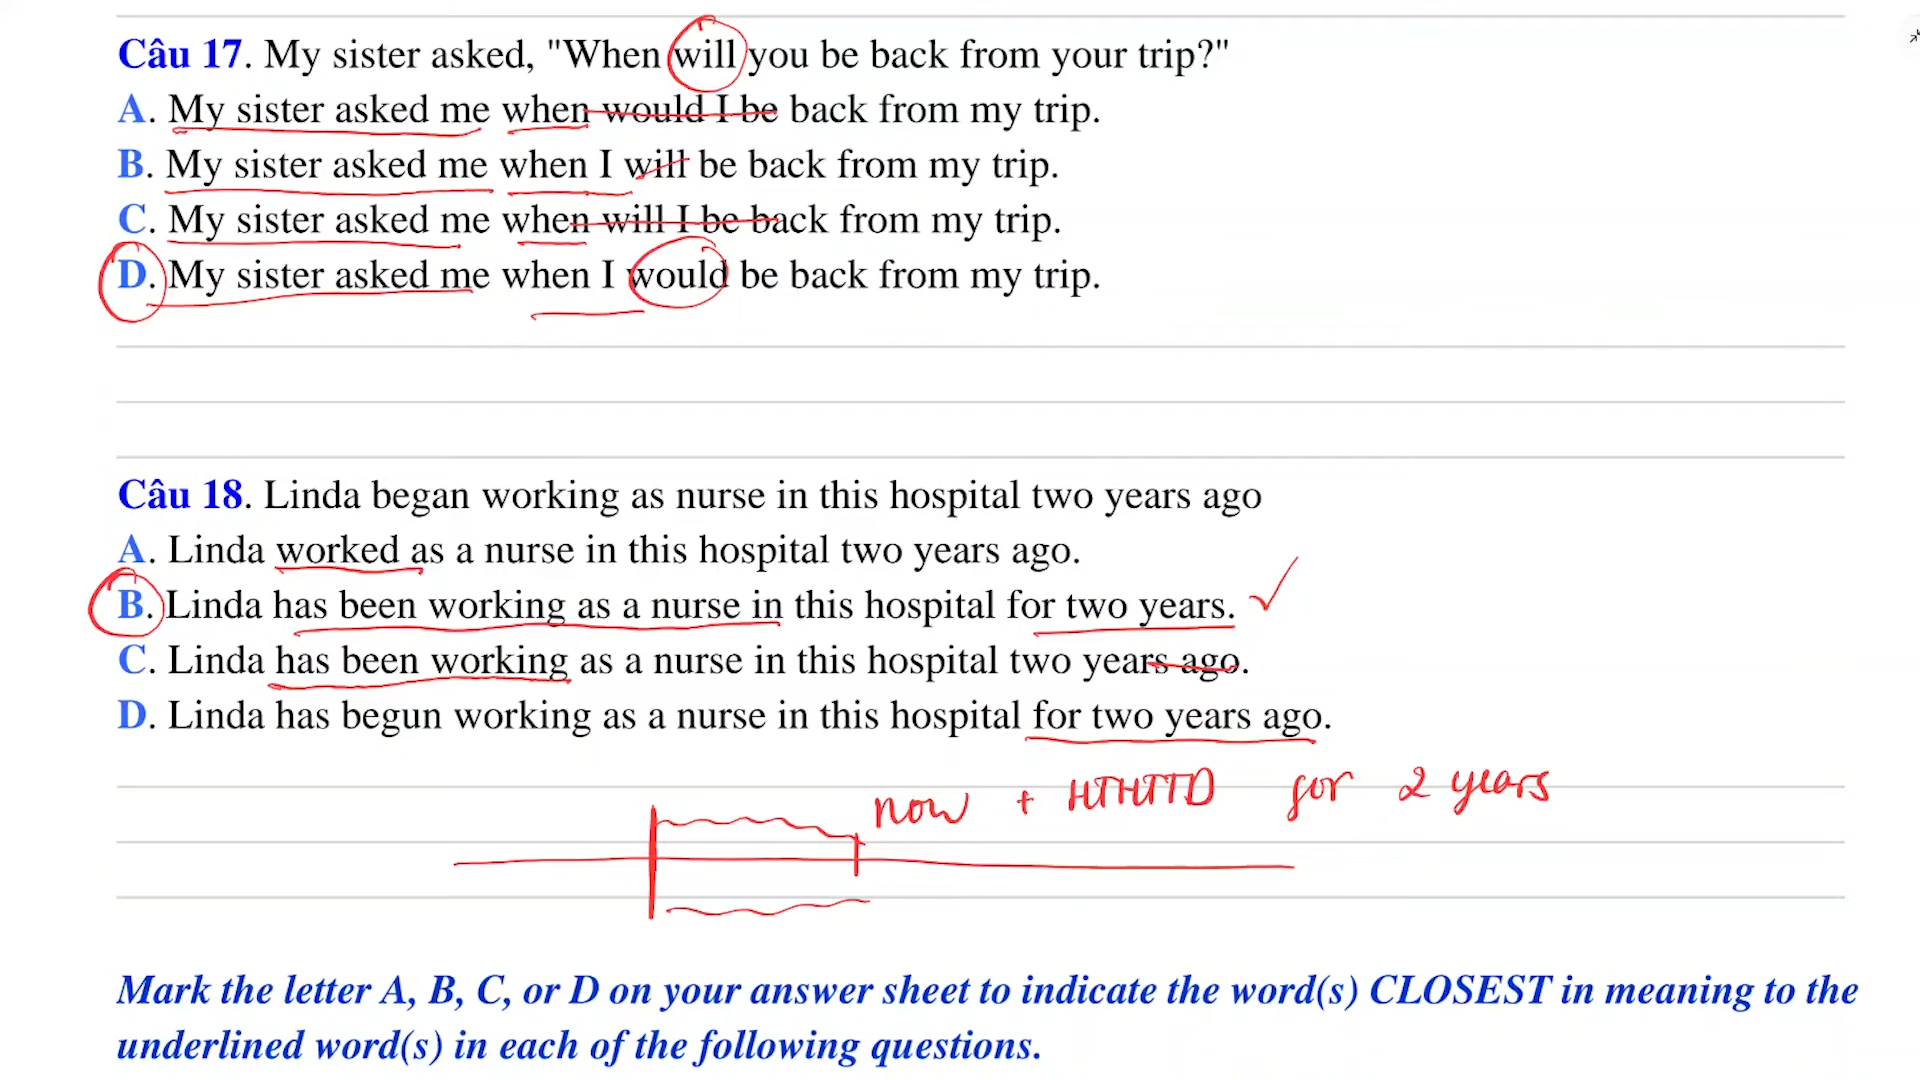 Câu 17. My sister asked, "When will you be back from your trip?"
A. My sister asked me when would I be back from my trip.
B. My sister asked me when I will be back from my trip.
C. My sister asked me when will I be back from my trip.
D. My sister asked me when I would be back from my trip.
Câu 18. Linda began working as nurse in this hospital two years ago
A. Linda worked as a nurse in this hospital two years ago.
B. Linda has been working as a nurse in this hospital for two years.
C. Linda has been working as a nurse in this hospital two years ago.
D. Linda has begun working as a nurse in this hospital for two years ago.
now + HTHTTD for 2 years
Mark the letter A, B, C, or D on your answer sheet to indicate the word(s) CLOSEST in meaning to the
underlined word(s) in each of the following questions.